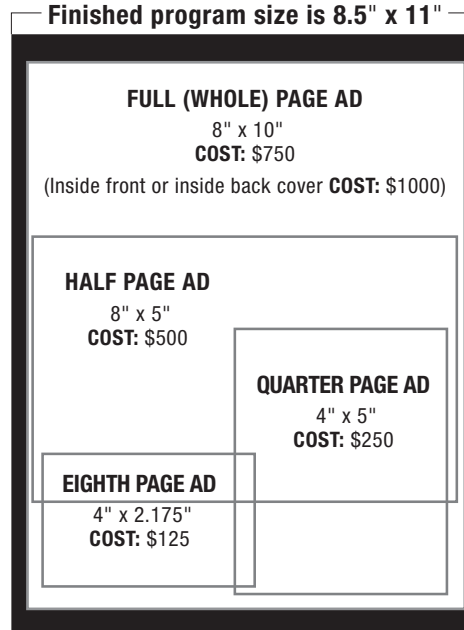 Finished program size is 8.5" x 11"
FULL (WHOLE) PAGE AD
8" x 10"
COST: $750
(Inside front or inside back cover COST: $1000)
HALF PAGE AD
8" x 5"
COST: $500
QUARTER PAGE AD
4" x 5"
COST: $250
EIGHTH PAGE AD
4" x 2.175"
COST: $125